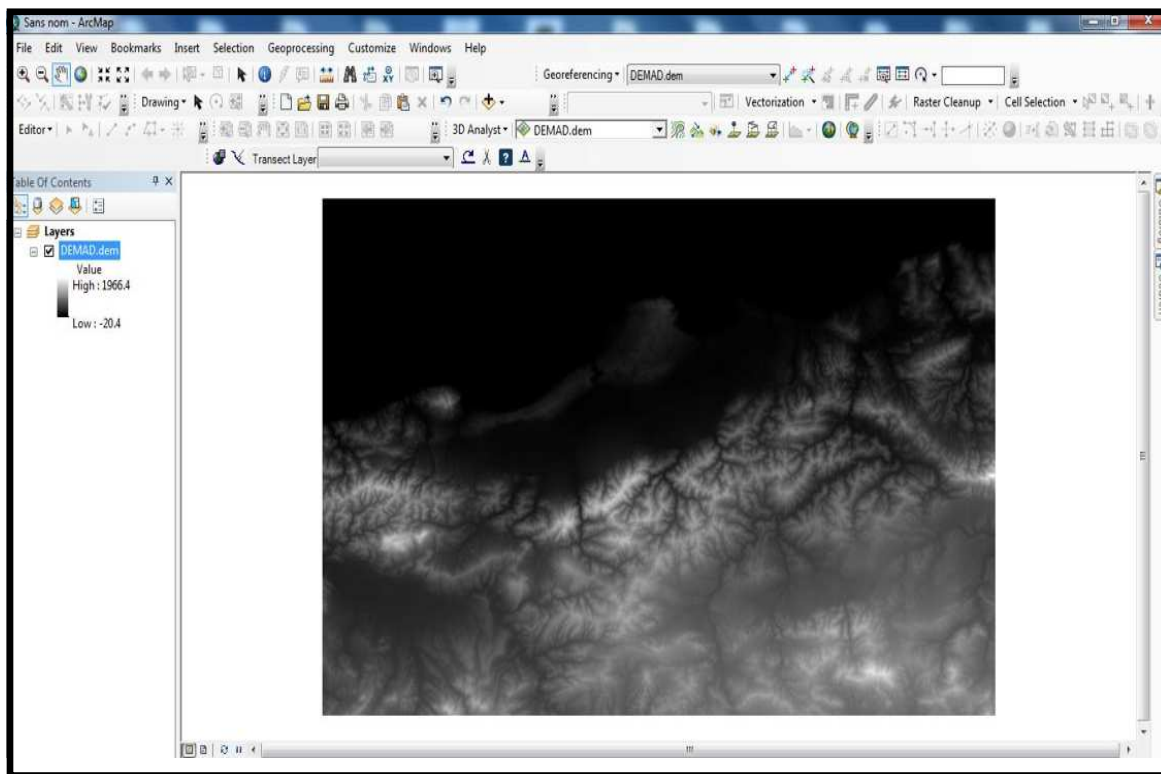 Sans nom - ArcMap
File Edit View Bookmarks Insert Selection Geoprocessing Customize Windows Help
Georeferencing DEMAD.dem
Drawing Vectorization Raster Cleanup Cell Selection
Editor 3D Analyst DEMAD.dem
Transect Layer
Table Of Contents
Layers
DEMAD.dem
Value
High : 1966.4
Low : -20.4